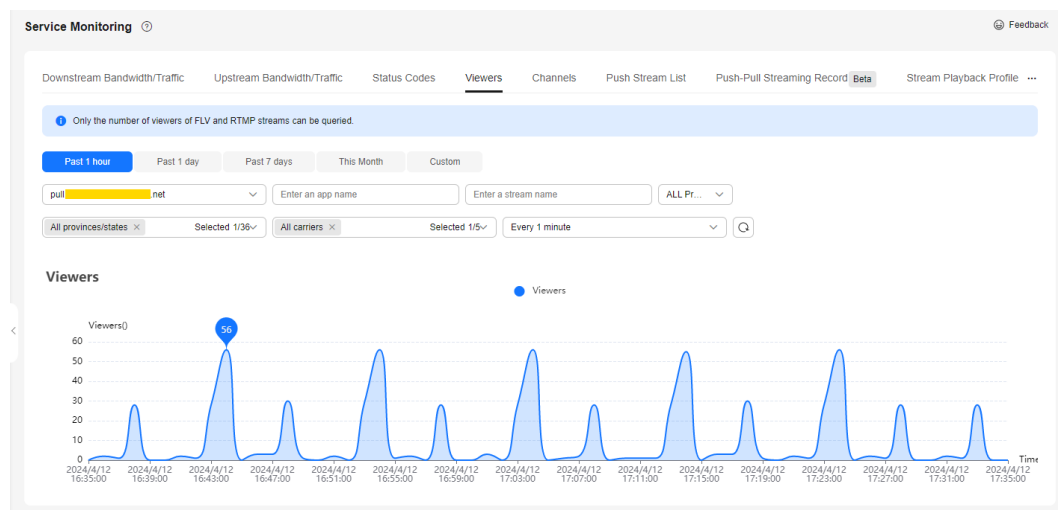 Service Monitoring ?
Feedback
Downstream Bandwidth/Traffic Upstream Bandwidth/Traffic Status Codes Viewers Channels Push Stream List Push-Pull Streaming Record Beta Stream Playback Profile ...
Only the number of viewers of FLV and RTMP streams can be queried.
Past 1 hour Past 1 day Past 7 days This Month Custom
pull .net Enter an app name Enter a stream name ALL Pr...
All provinces/states × Selected 1/36 All carriers × Selected 1/5 Every 1 minute
Viewers
Viewers
Viewers()
56
60
50
40
30
20
10
0
Time
2024/4/12 2024/4/12 2024/4/12 2024/4/12 2024/4/12 2024/4/12 2024/4/12 2024/4/12 2024/4/12 2024/4/12 2024/4/12 2024/4/12 2024/4/12 2024/4/12 2024/4/12 2024/4/12
16:35:00 16:39:00 16:43:00 16:47:00 16:51:00 16:55:00 16:59:00 17:03:00 17:07:00 17:11:00 17:15:00 17:19:00 17:23:00 17:27:00 17:31:00 17:35:00